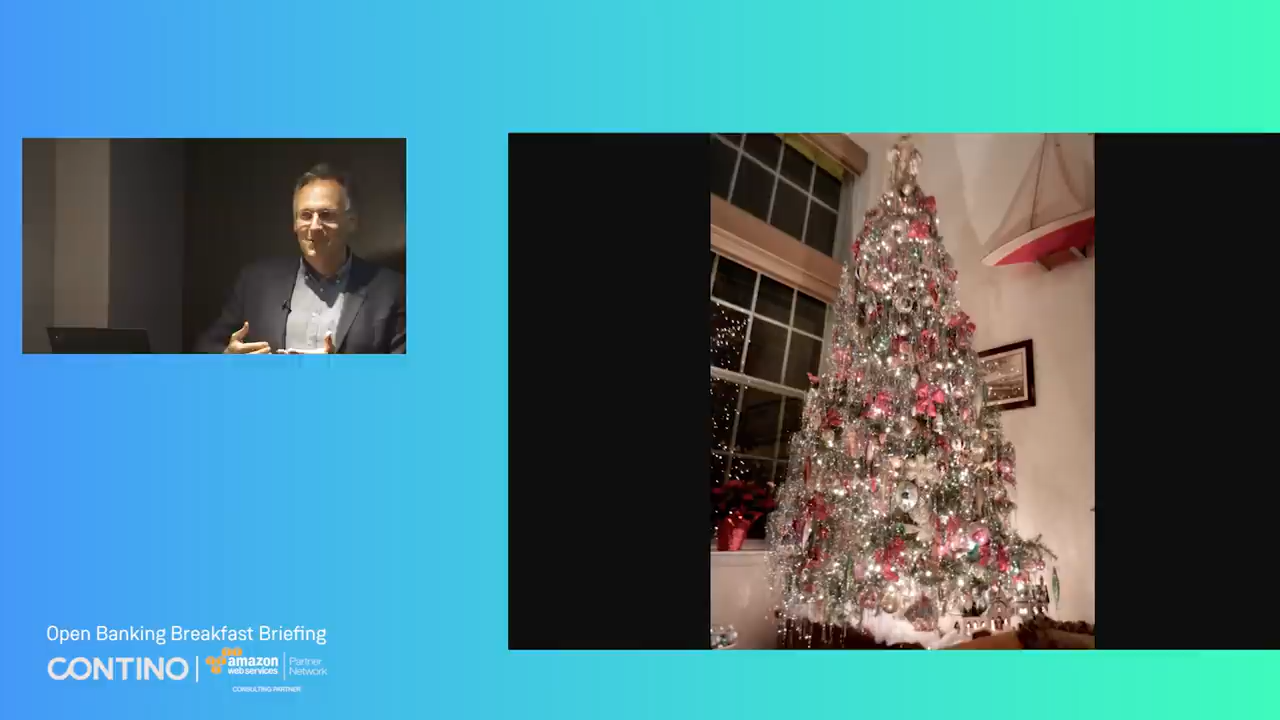 Open Banking Breakfast Briefing
CONTINO
amazon
web services
Partner
Network
CONSULTING PARTNER